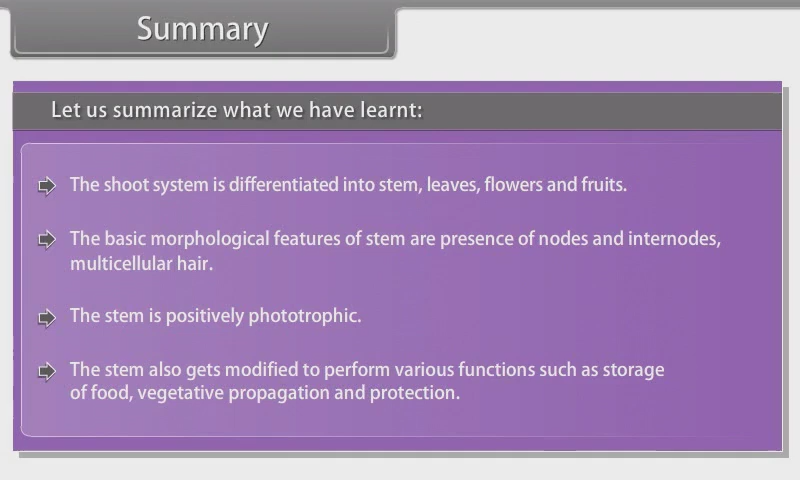 Summary
Let us summarize what we have learnt:
The shoot system is differentiated into stem, leaves, flowers and fruits.
The basic morphological features of stem are presence of nodes and internodes,
multicellular hair.
The stem is positively phototrophic.
The stem also gets modified to perform various functions such as storage
of food, vegetative propagation and protection.